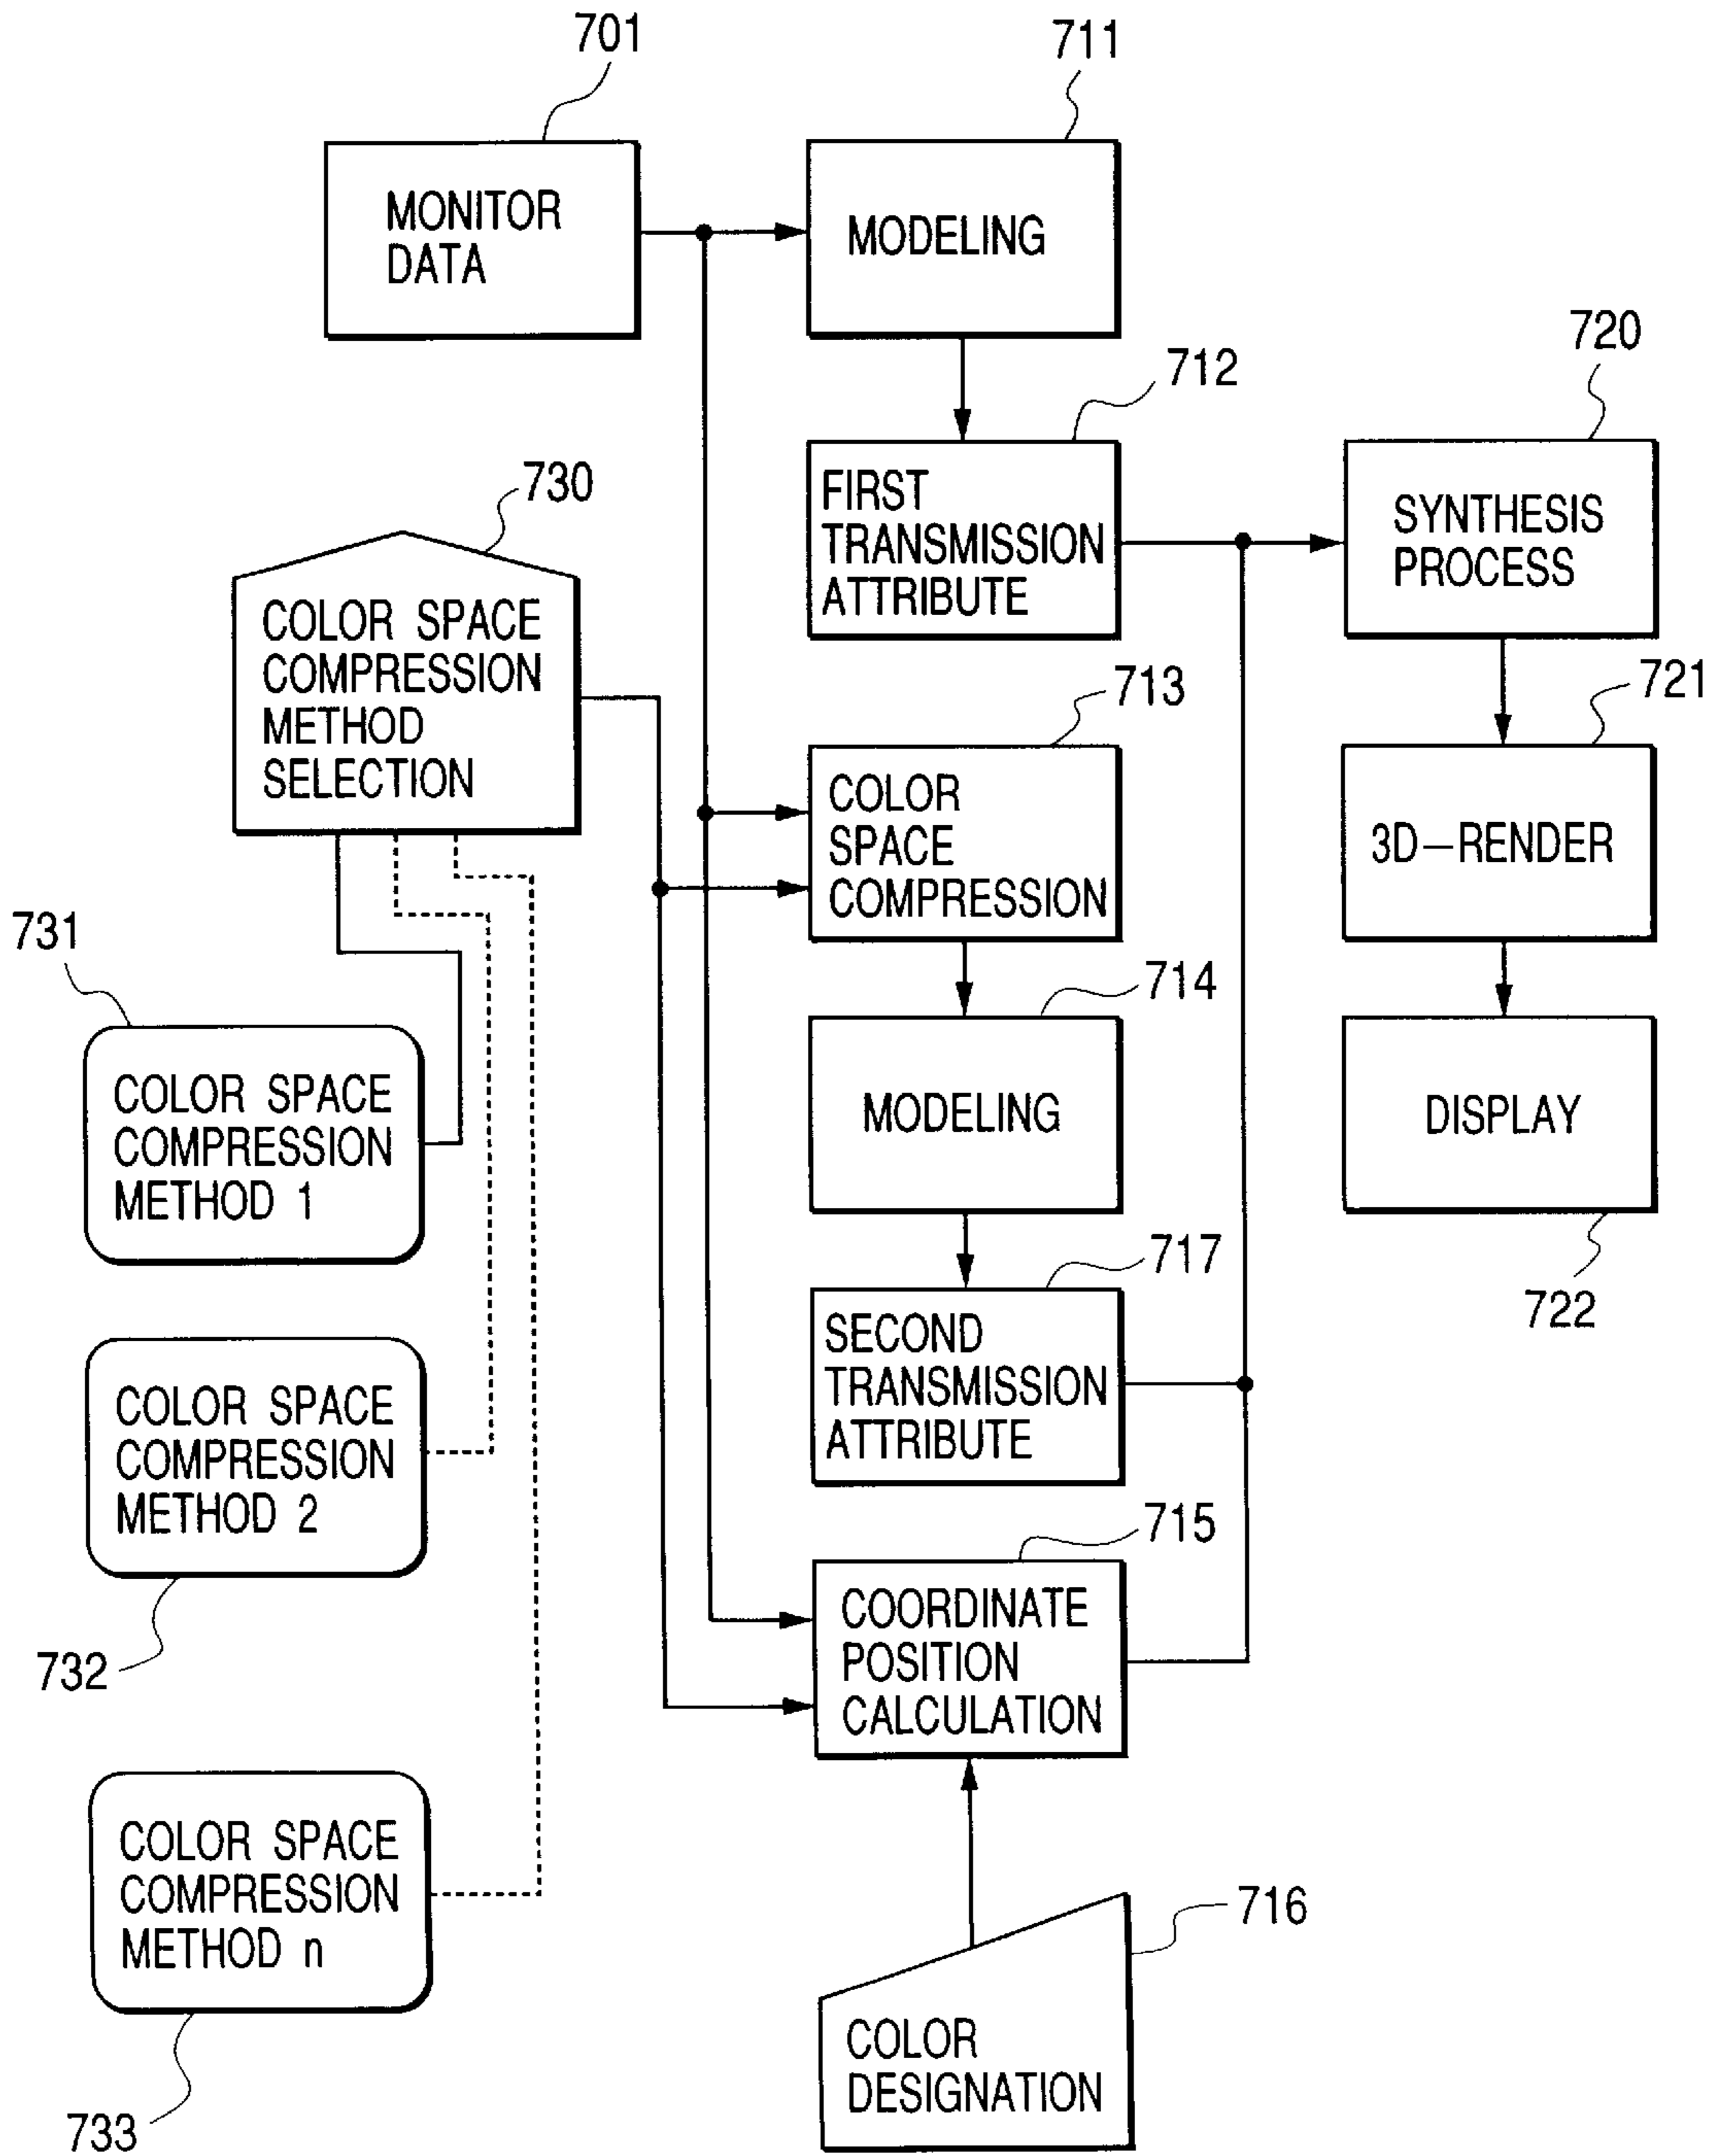 701
711
MONITOR
DATA
MODELING
720
712
730
FIRST
TRANSMISSION
ATTRIBUTE
SYNTHESIS
PROCESS
COLOR SPACE
COMPRESSION
METHOD
SELECTION
713
721
COLOR
SPACE
COMPRESSION
3D-RENDER
731
714
COLOR SPACE
COMPRESSION
METHOD 1
MODELING
DISPLAY
717
722
SECOND
TRANSMISSION
ATTRIBUTE
COLOR SPACE
COMPRESSION
METHOD 2
715
732
COORDINATE
POSITION
CALCULATION
COLOR SPACE
COMPRESSION
METHOD n
716
733
COLOR
DESIGNATION